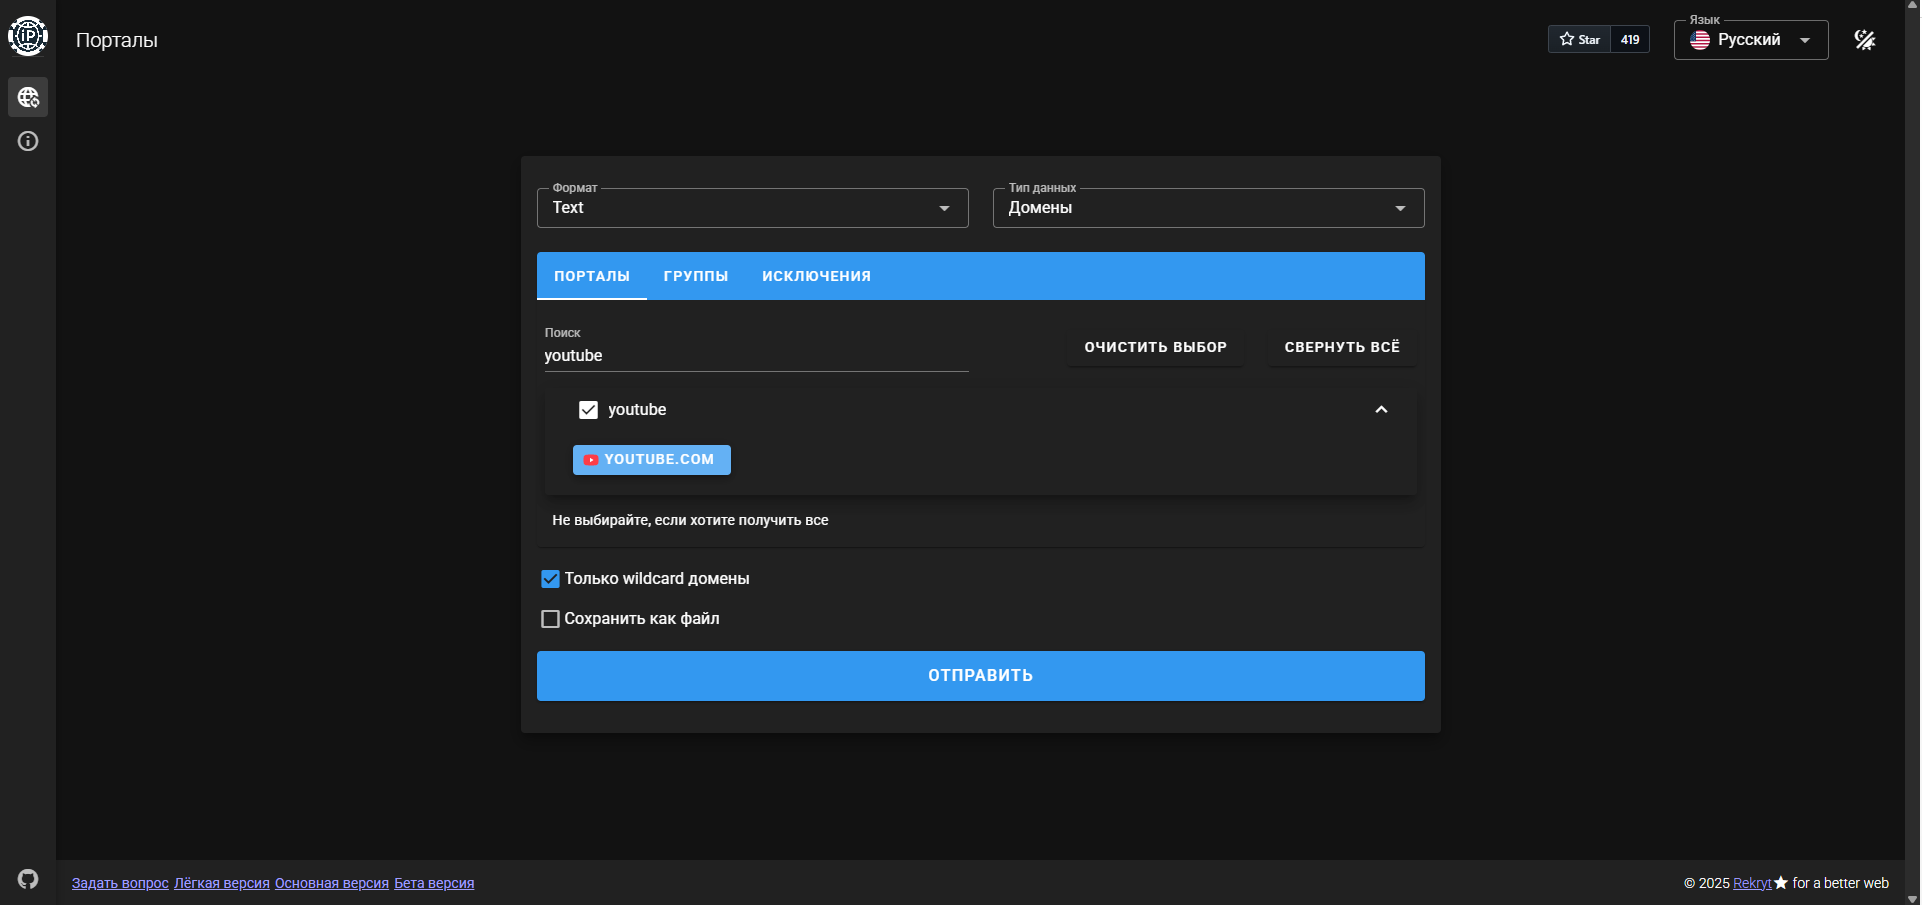 iP
Порталы
Star 419
Язык
Русский
Формат
Text
Тип данных
Домены
ПОРТАЛЫ ГРУППЫ ИСКЛЮЧЕНИЯ
Поиск
youtube
ОЧИСТИТЬ ВЫБОР СВЕРНУТЬ ВСЁ
youtube
YOUTUBE.COM
Не выбирайте, если хотите получить все
Только wildcard домены
Сохранить как файл
ОТПРАВИТЬ
Задать вопрос Лёгкая версия Основная версия Бета версия
© 2025 Rekryt for a better web